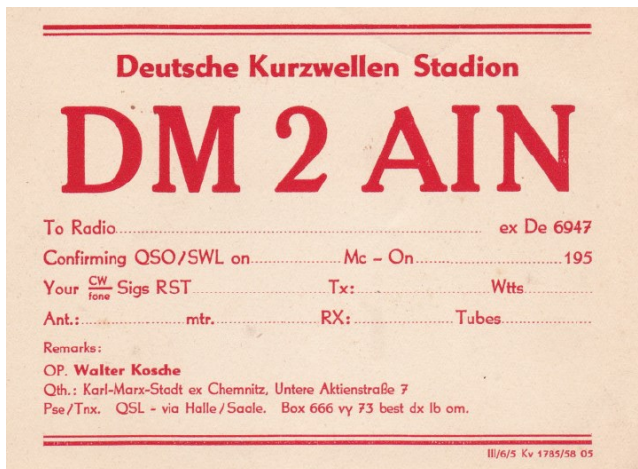 Deutsche Kurzwellen Stadion
DM 2 AIN
To Radio........................ ex De 6947
Confirming QSO/SWL on............Mc – On............195
Your CW/fone Sigs RST............Tx:............Wtts............
Ant.:............mtr.............RX:............Tubes............
Remarks:
OP. Walter Kosche
Qth.: Karl-Marx-Stadt ex Chemnitz, Untere Aktienstraße 7
Pse/Tnx. QSL - via Halle/Saale. Box 666 vy 73 best dx lb om.
III/6/5 Kv 1785/58 05